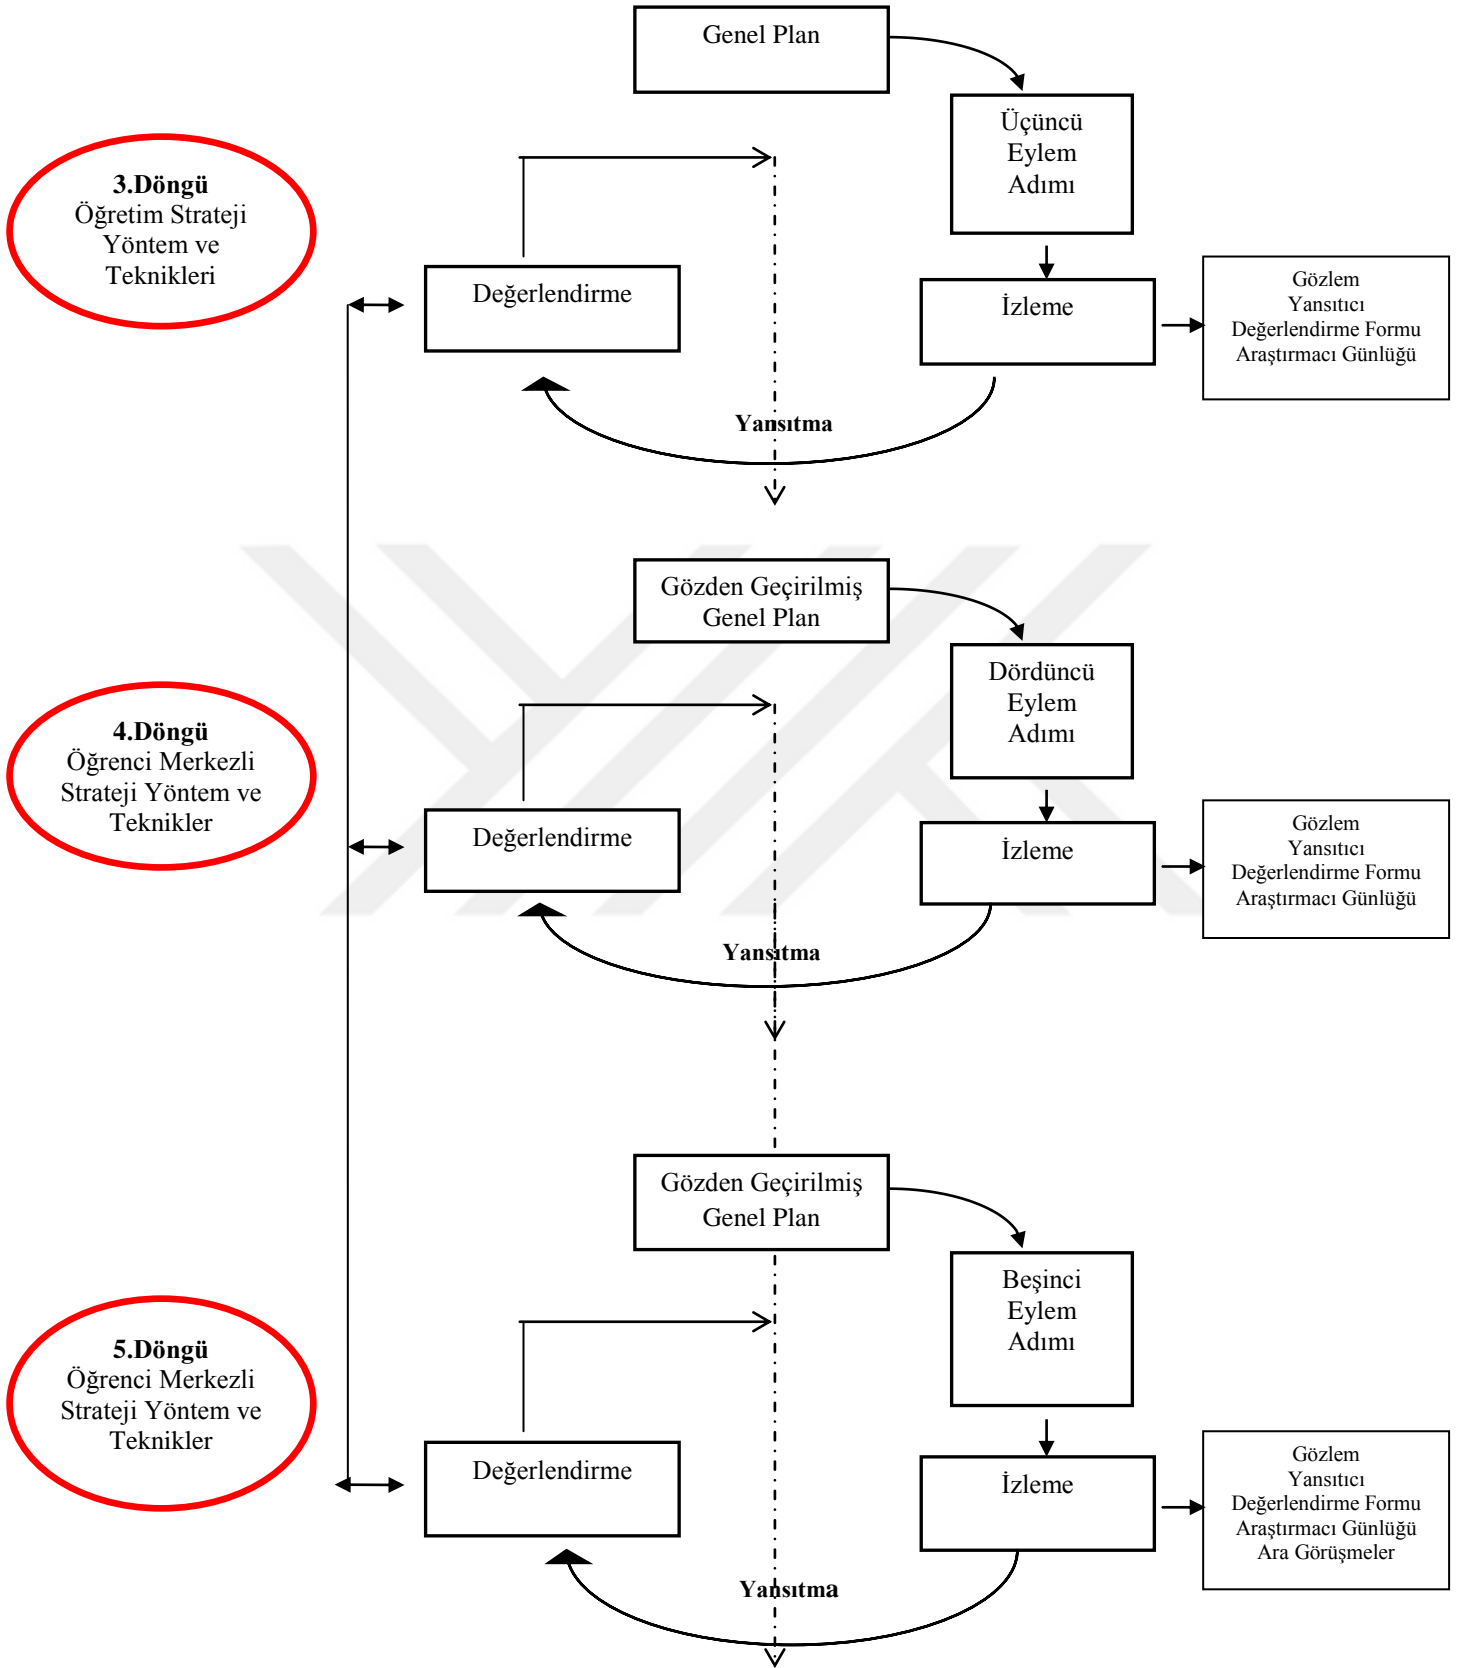 Genel Plan
Üçüncü
Eylem
Adımı
3.Döngü
Öğretim Strateji
Yöntem ve
Teknikleri
Değerlendirme
İzleme
Gözlem
Yansıtıcı
Değerlendirme Formu
Araştırmacı Günlüğü
Yansıtma
Gözden Geçirilmiş
Genel Plan
Dördüncü
Eylem
Adımı
4.Döngü
Öğrenci Merkezli
Strateji Yöntem ve
Teknikler
Değerlendirme
İzleme
Gözlem
Yansıtıcı
Değerlendirme Formu
Araştırmacı Günlüğü
Yansıtma
Gözden Geçirilmiş
Genel Plan
Beşinci
Eylem
Adımı
5.Döngü
Öğrenci Merkezli
Strateji Yöntem ve
Teknikler
Değerlendirme
İzleme
Gözlem
Yansıtıcı
Değerlendirme Formu
Araştırmacı Günlüğü
Ara Görüşmeler
Yansıtma